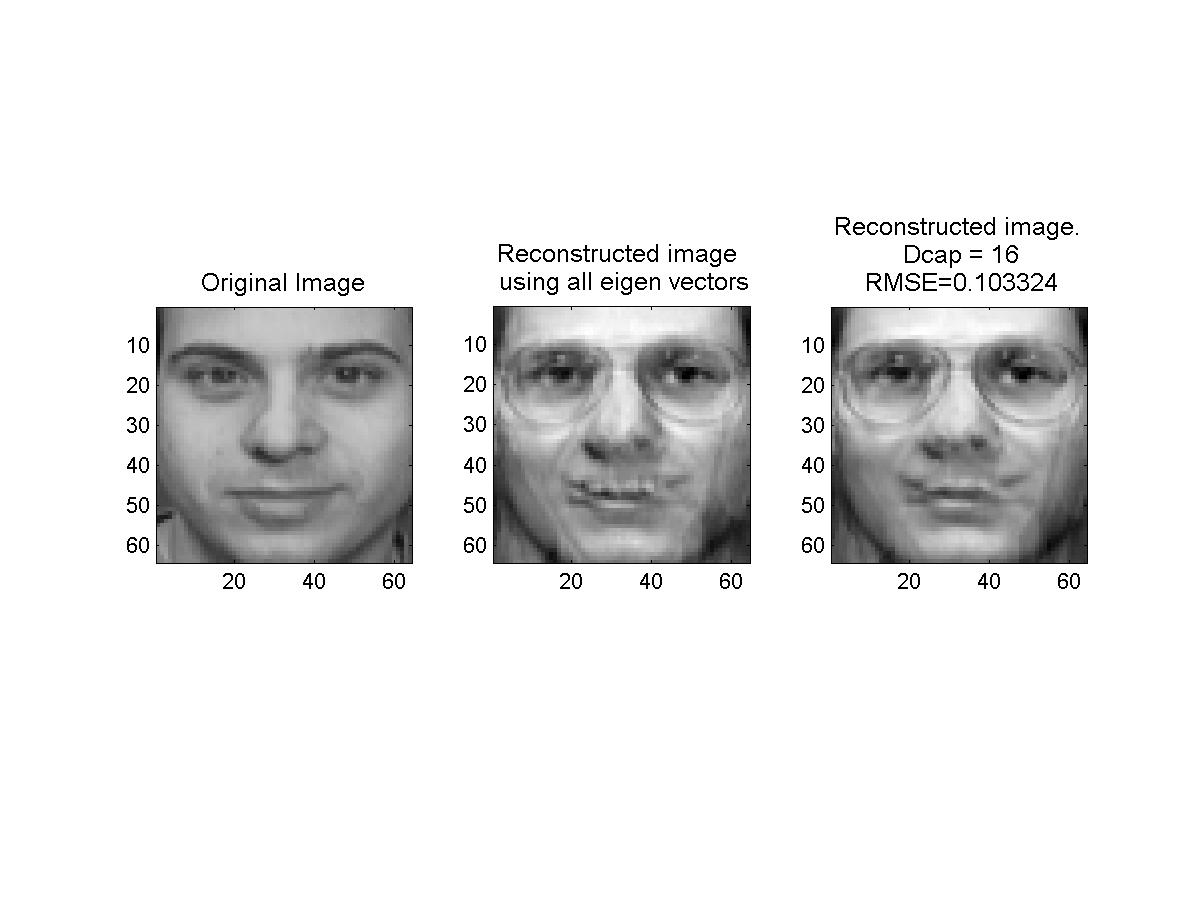 Original Image
10
20
30
40
50
60
20 40 60
Reconstructed image
using all eigen vectors
10
20
30
40
50
60
20 40 60
Reconstructed image.
Dcap = 16
RMSE=0.103324
10
20
30
40
50
60
20 40 60